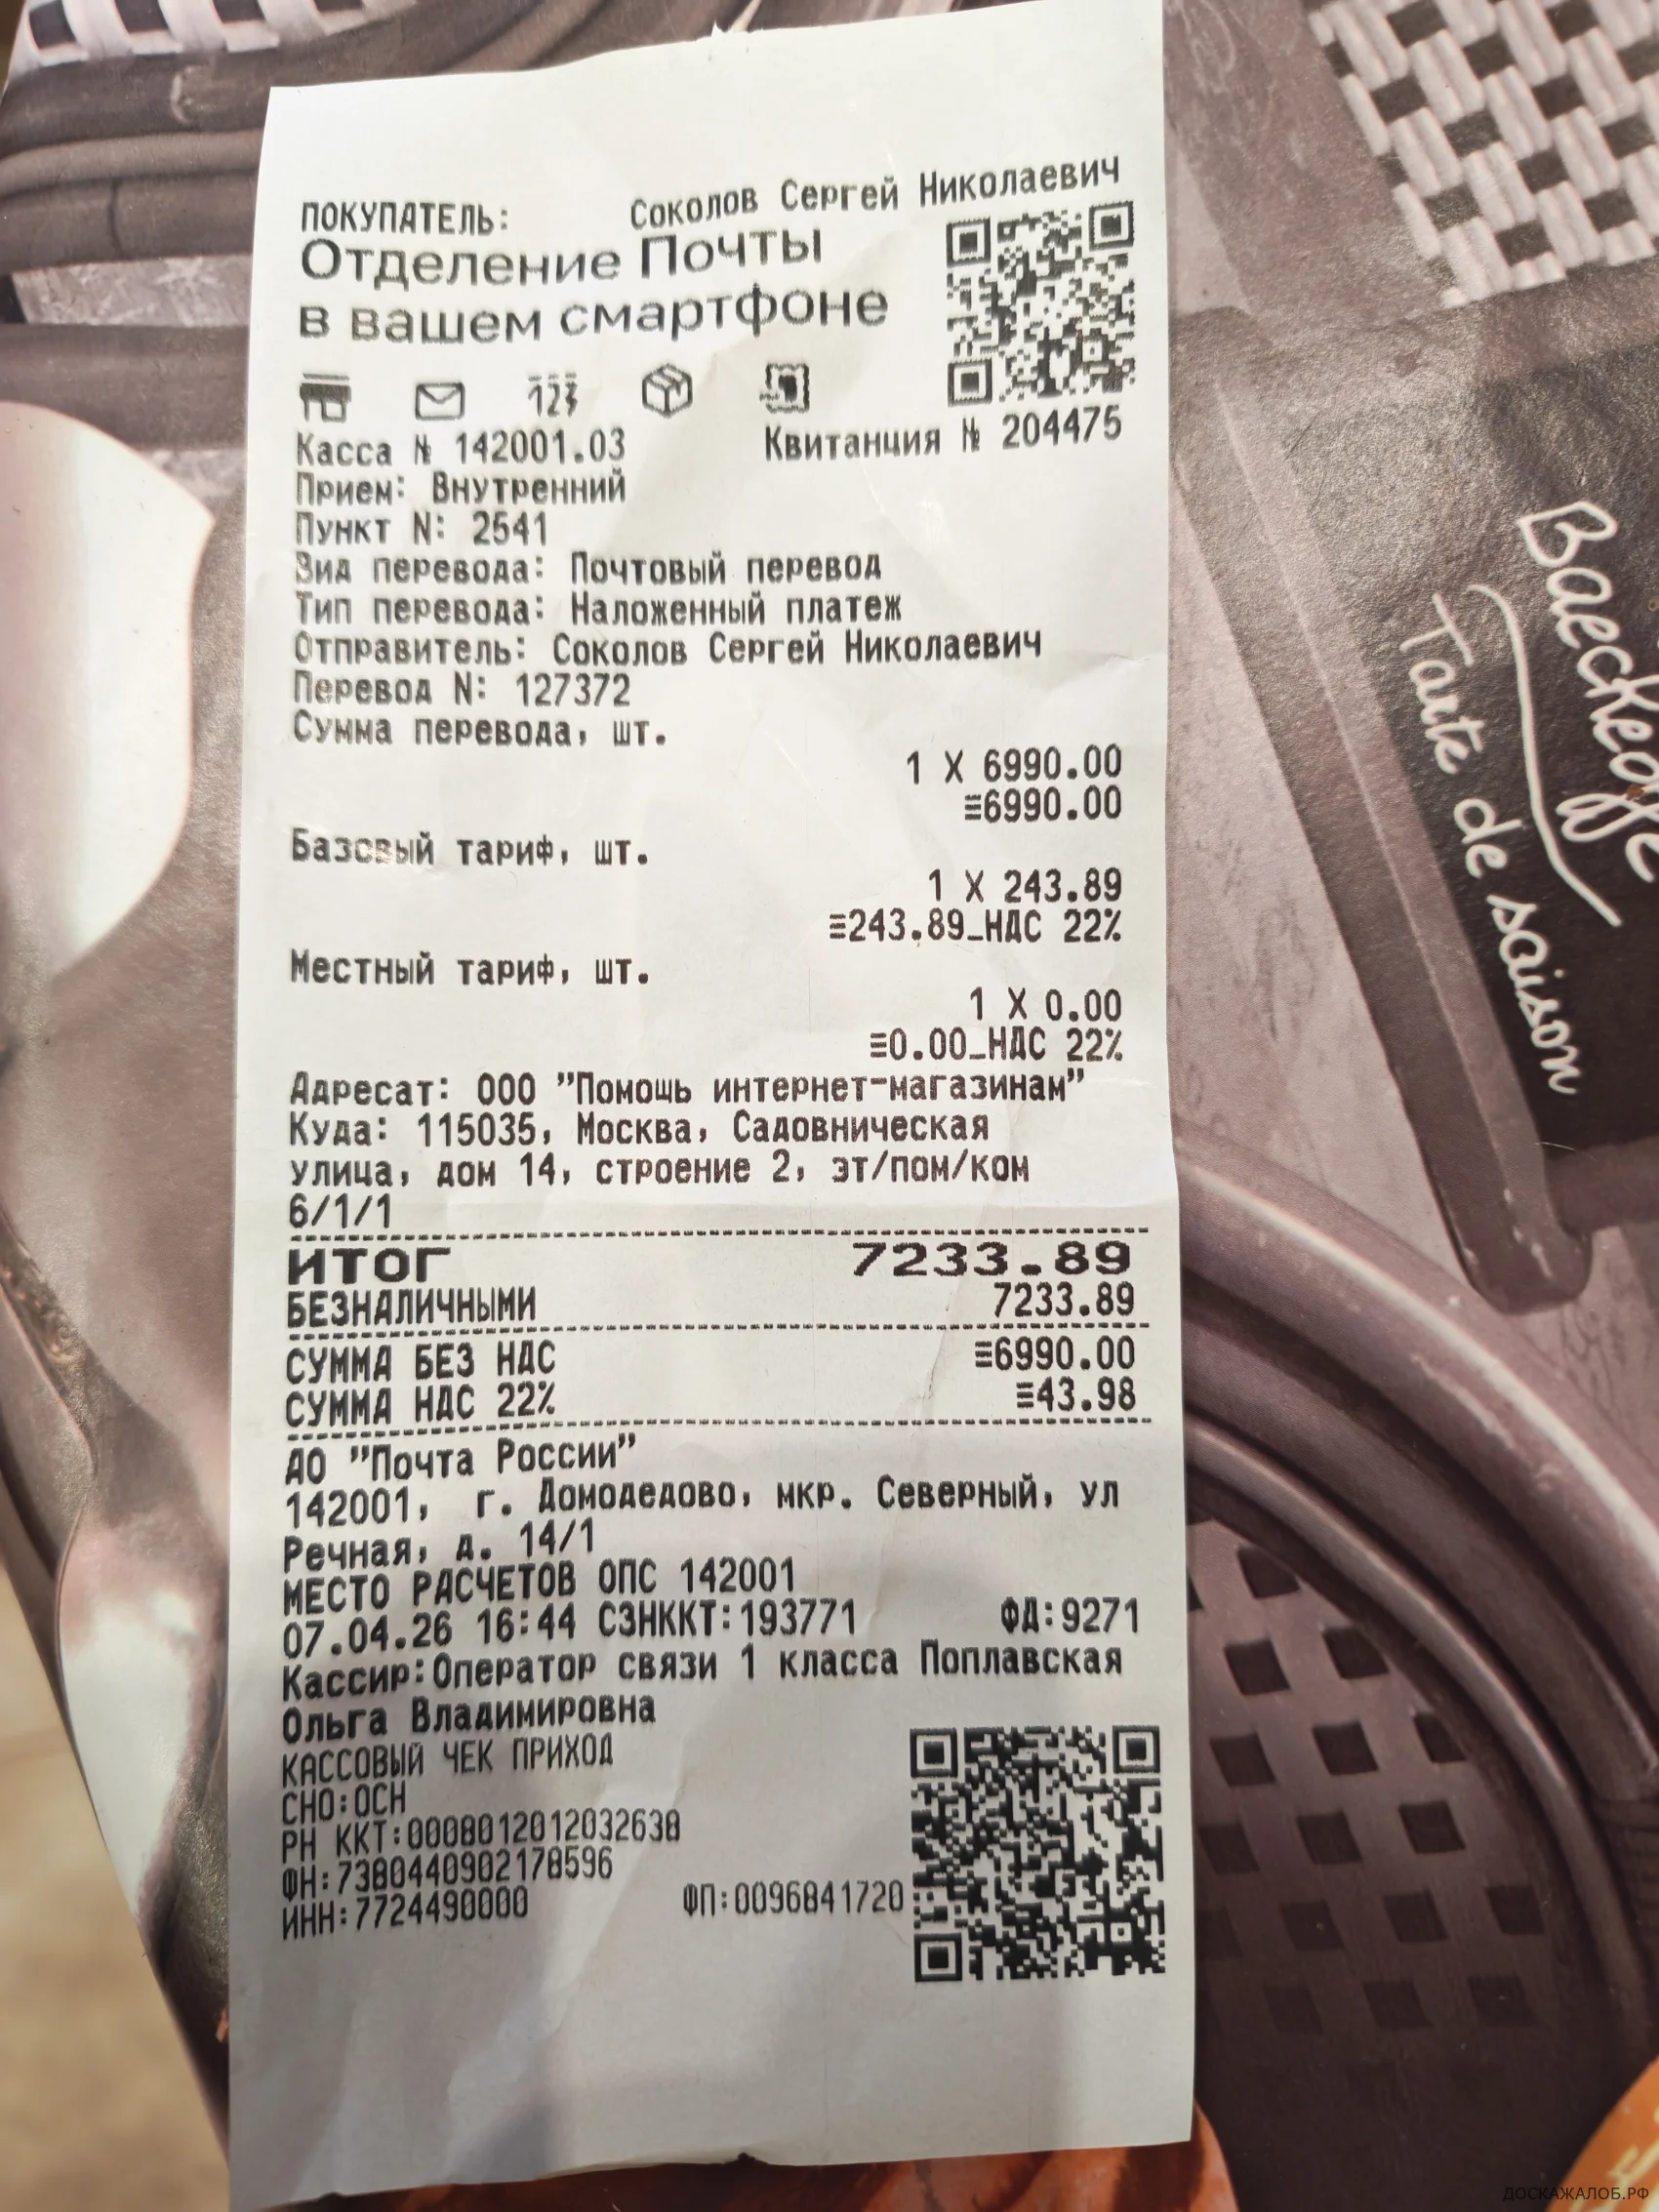 ПОКУПАТЕЛЬ: Соколов Сергей Николаевич
Отделение Почты
в вашем смартфоне
123
Касса № 142001.03 Квитанция № 204475
Прием: Внутренний
Пункт N: 2541
Вид перевода: Почтовый перевод
Тип перевода: Наложенный платеж
Отправитель: Соколов Сергей Николаевич
Перевод N: 127372
Сумма перевода, шт.
1 X 6990.00
≡6990.00
Базовый тариф, шт.
1 X 243.89
≡243.89_НДС 22%
Местный тариф, шт.
1 X 0.00
≡0.00_НДС 22%
Адресат: ООО "Помощь интернет-магазинам"
Куда: 115035, Москва, Садовническая
улица, дом 14, строение 2, эт/пом/ком
6/1/1
ИТОГ 7233.89
БЕЗНАЛИЧНЫМИ 7233.89
СУММА БЕЗ НДС ≡6990.00
СУММА НДС 22% ≡43.98
АО "Почта России"
142001, г. Домодедово, мкр. Северный, ул
Речная, д. 14/1
МЕСТО РАСЧЕТОВ ОПС 142001
07.04.26 16:44 СЗНККТ:193771 ФД:9271
Кассир:Оператор связи 1 класса Поплавская
Ольга Владимировна
КАССОВЫЙ ЧЕК ПРИХОД
СНО:ОСН
РН ККТ:0008012012032638
ФН:7380440902178596
ИНН:7724490000 ФП:0096841720
Tarte de saison
ДОСКАЖАЛОБ.РФ